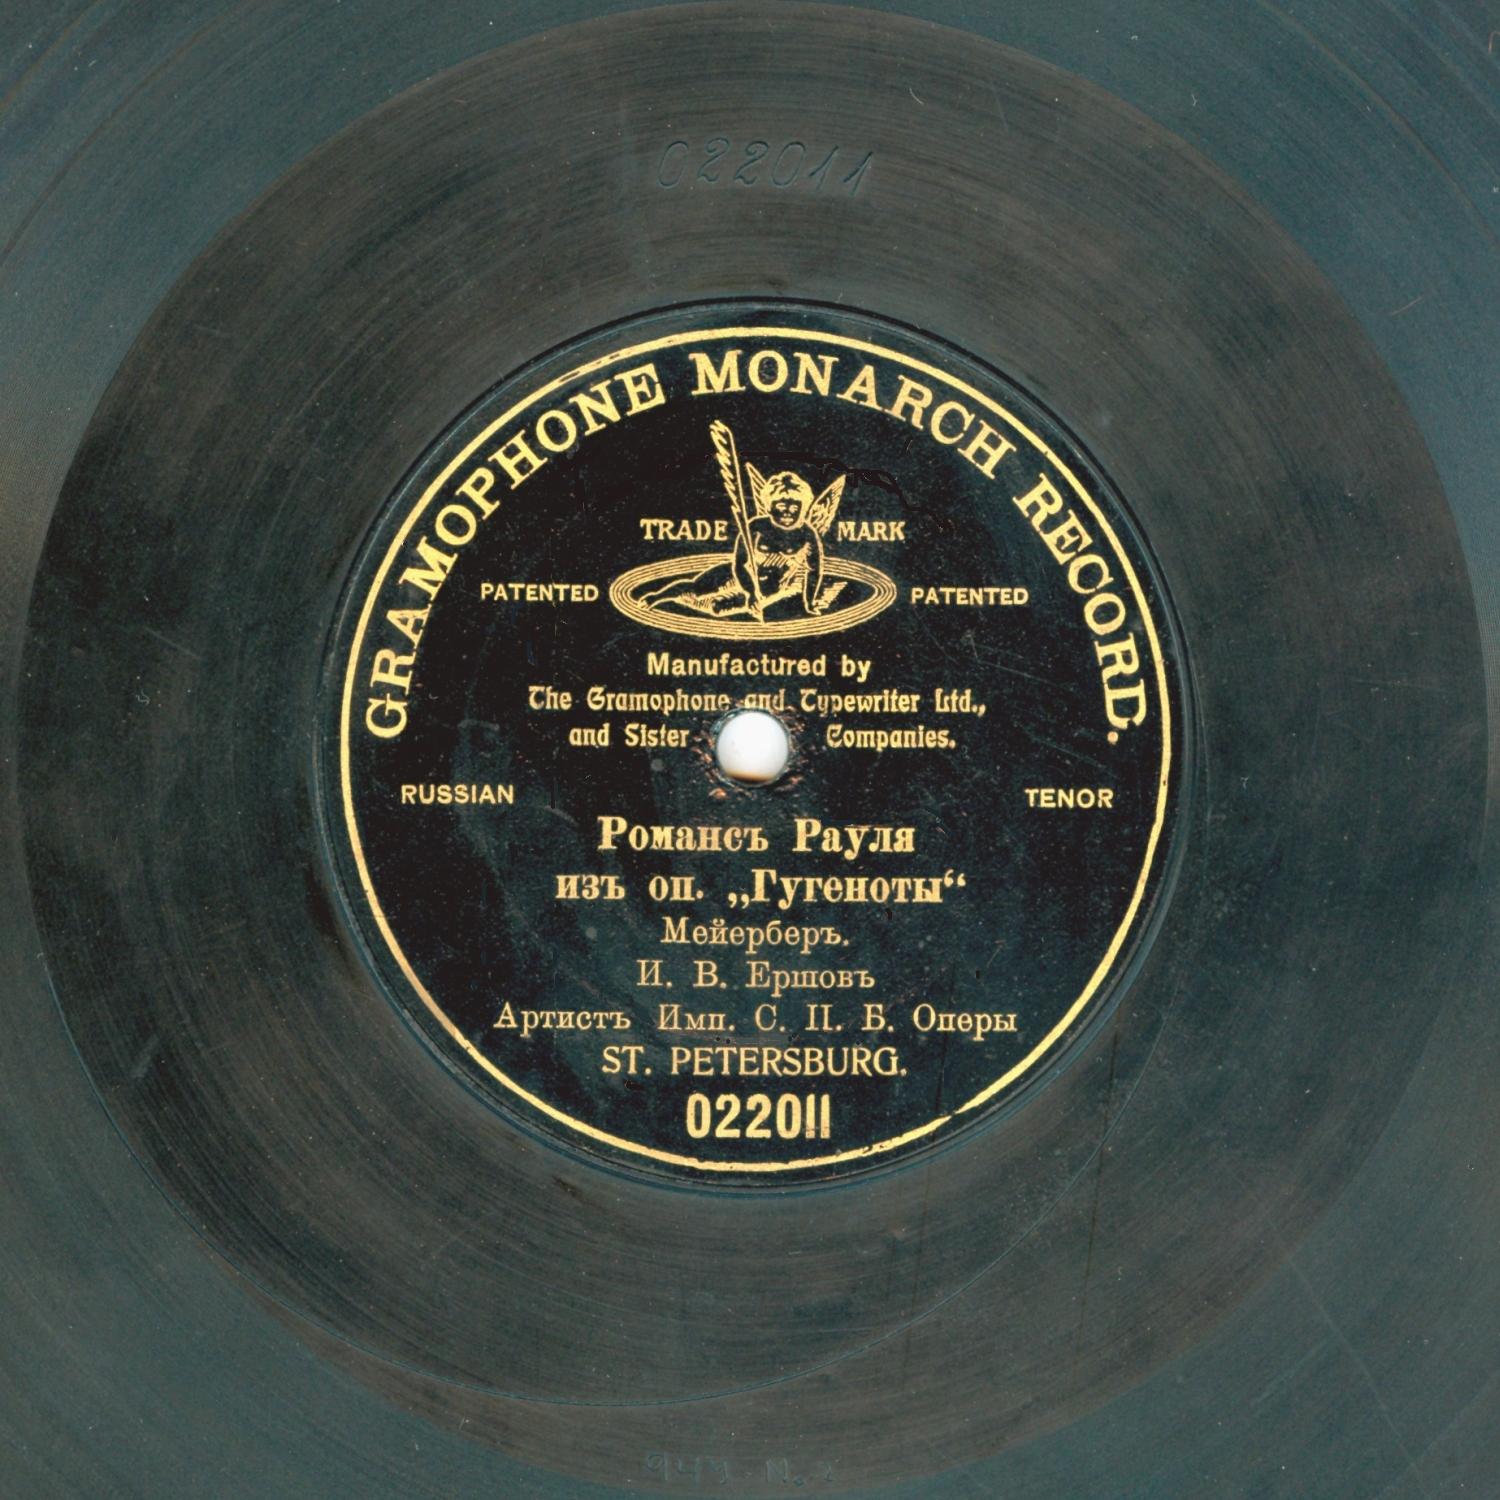 022011
GRAMOPHONE MONARCH RECORD.
TRADE MARK
PATENTED PATENTED
Manufactured by
The Gramophone and Typewriter Ltd.,
and Sister Companies.
RUSSIAN TENOR
Романсъ Рауля
изъ оп. „Гугеноты“
Мейерберъ.
И. В. Ершовъ
Артистъ Имп. С. П. Б. Оперы
ST. PETERSBURG.
022011